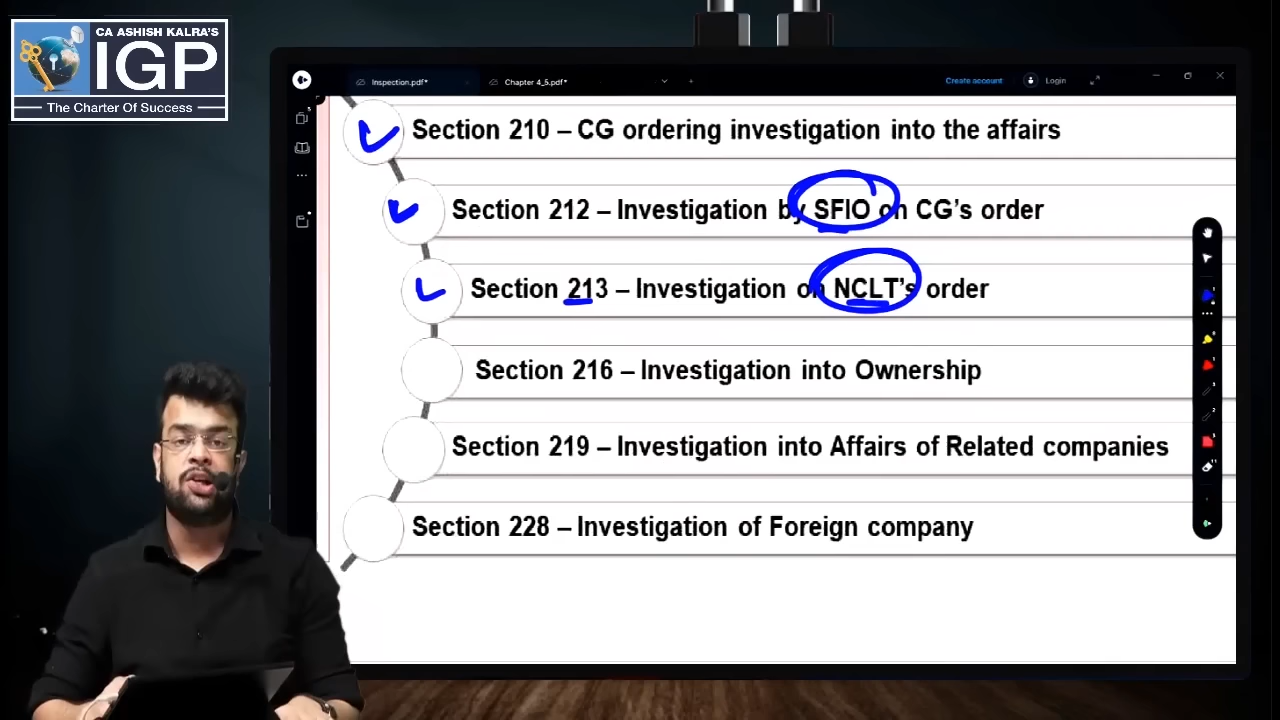 CA ASHISH KALRA'S
IGP
The Charter Of Success
Inspection.pdf*
Chapter 4_5.pdf*
Create account
Login
Section 210 – CG ordering investigation into the affairs
Section 212 – Investigation by SFIO on CG's order
Section 213 – Investigation on NCLT's order
Section 216 – Investigation into Ownership
Section 219 – Investigation into Affairs of Related companies
Section 228 – Investigation of Foreign company